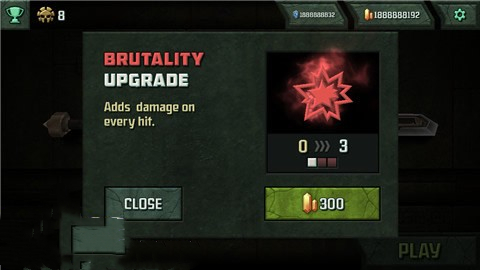 8
1888888832
1888888192
BRUTALITY
UPGRADE
Adds damage on
every hit.
0 》》》 3
CLOSE
300
PLAY